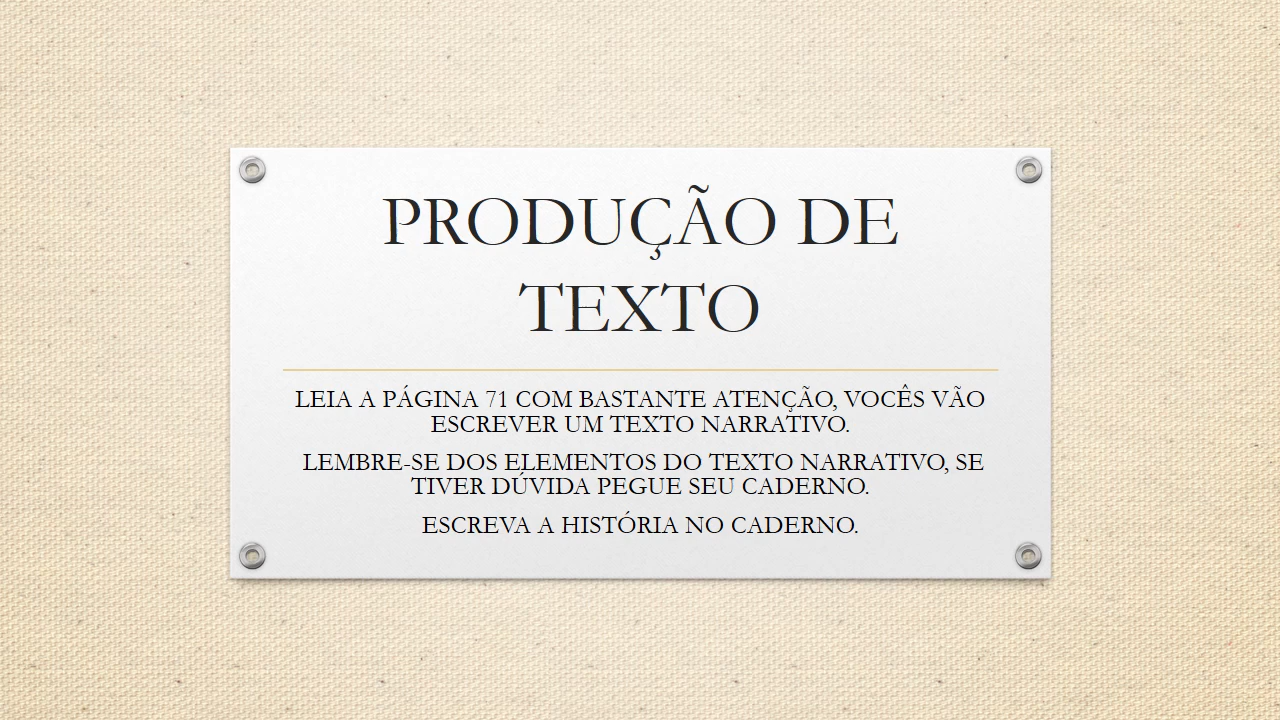 PRODUÇÃO DE
TEXTO
LEIA A PÁGINA 71 COM BASTANTE ATENÇÃO, VOCÊS VÃO
ESCREVER UM TEXTO NARRATIVO.
LEMBRE-SE DOS ELEMENTOS DO TEXTO NARRATIVO, SE
TIVER DÚVIDA PEGUE SEU CADERNO.
ESCREVA A HISTÓRIA NO CADERNO.